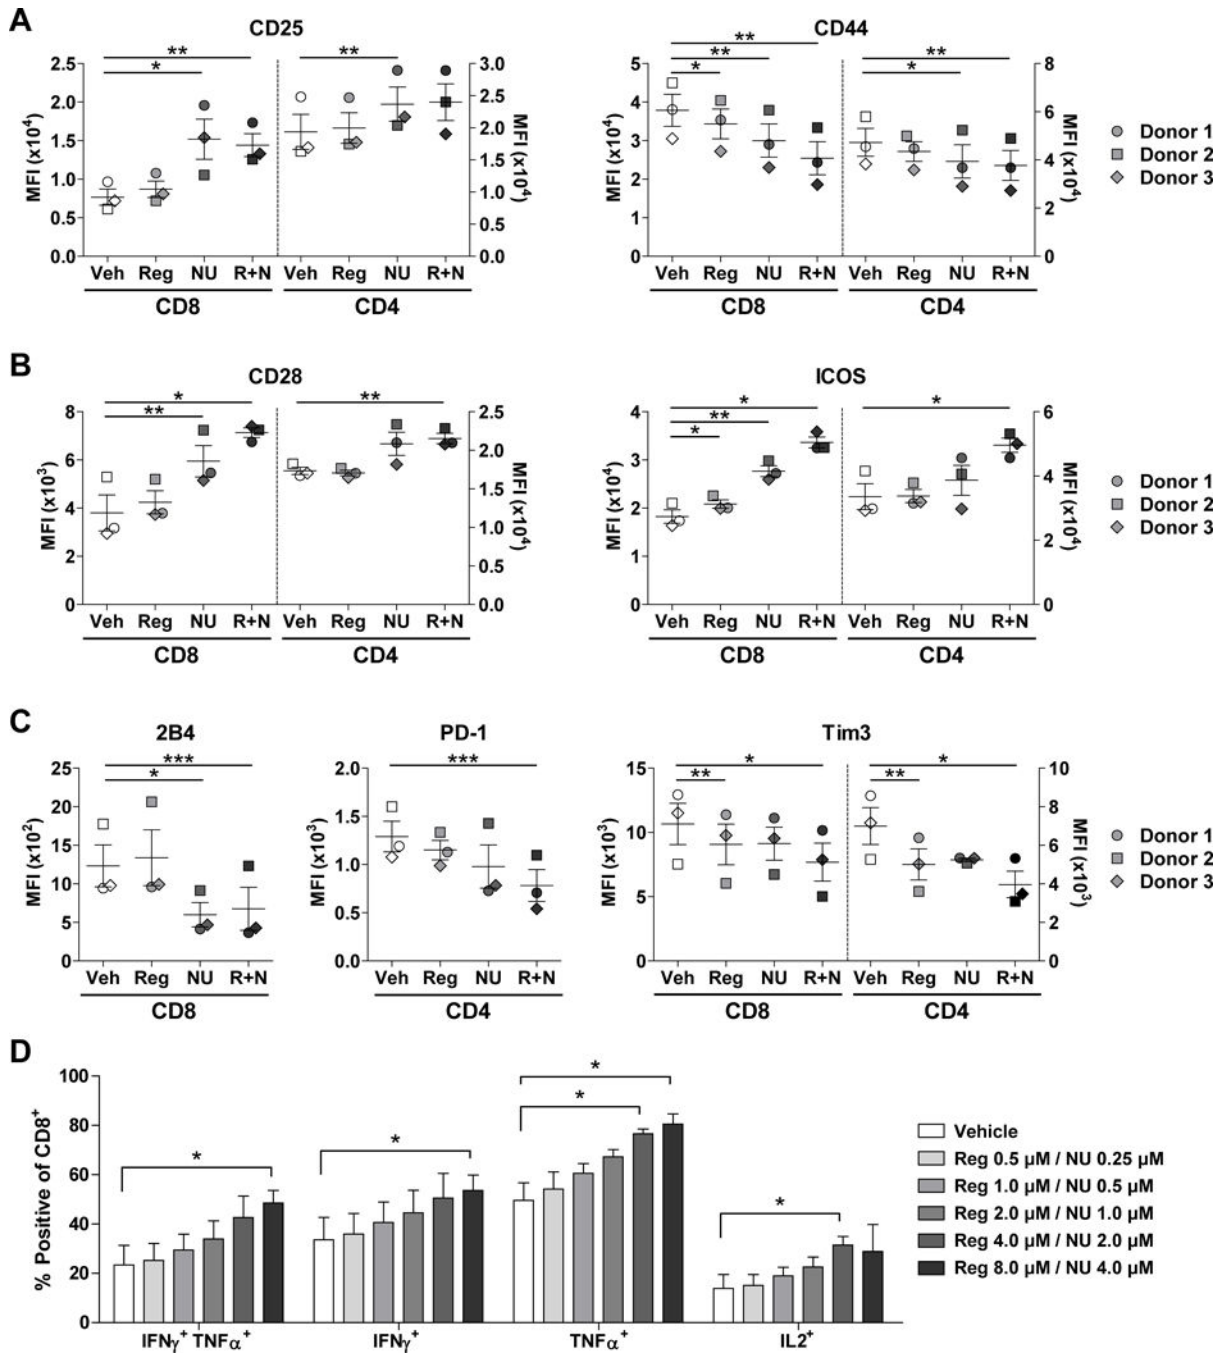 A
CD25
CD44
** ** ** **
* ** * *
2.5 3.0 5 8
2.0 2.5 4 6
1.5 2.0 3 4
1.0 1.5 2 2
0.5 1.0 1 0
0.0 0.5 0
0.0
MFI (x10⁴) MFI (x10⁴) MFI (x10⁴) MFI (x10⁴)
Veh Reg NU R+N Veh Reg NU R+N Veh Reg NU R+N Veh Reg NU R+N
CD8 CD4 CD8 CD4
Donor 1
Donor 2
Donor 3
B
CD28
ICOS
* ** * *
** **
*
8 2.5 4 6
6 2.0 3 4
4 1.5 2 2
2 1.0 1 0
0 0.5 0
0.0
MFI (x10³) MFI (x10⁴) MFI (x10⁴) MFI (x10⁴)
Veh Reg NU R+N Veh Reg NU R+N Veh Reg NU R+N Veh Reg NU R+N
CD8 CD4 CD8 CD4
Donor 1
Donor 2
Donor 3
C
2B4
PD-1
Tim3
*** *** * *
* ** **
25 2.0 15 10
20 1.5 10 8
15 1.0 5 6
10 0.5 0 4
5 0.0 2
0 0
MFI (x10²) MFI (x10³) MFI (x10³) MFI (x10³)
Veh Reg NU R+N Veh Reg NU R+N Veh Reg NU R+N Veh Reg NU R+N
CD8 CD4 CD8 CD4
Donor 1
Donor 2
Donor 3
D
% Positive of CD8⁺
100
80
60
40
20
0
* * * * *
IFNγ⁺ TNFα⁺ IFNγ⁺ TNFα⁺ IL2⁺
Vehicle
Reg 0.5 µM / NU 0.25 µM
Reg 1.0 µM / NU 0.5 µM
Reg 2.0 µM / NU 1.0 µM
Reg 4.0 µM / NU 2.0 µM
Reg 8.0 µM / NU 4.0 µM